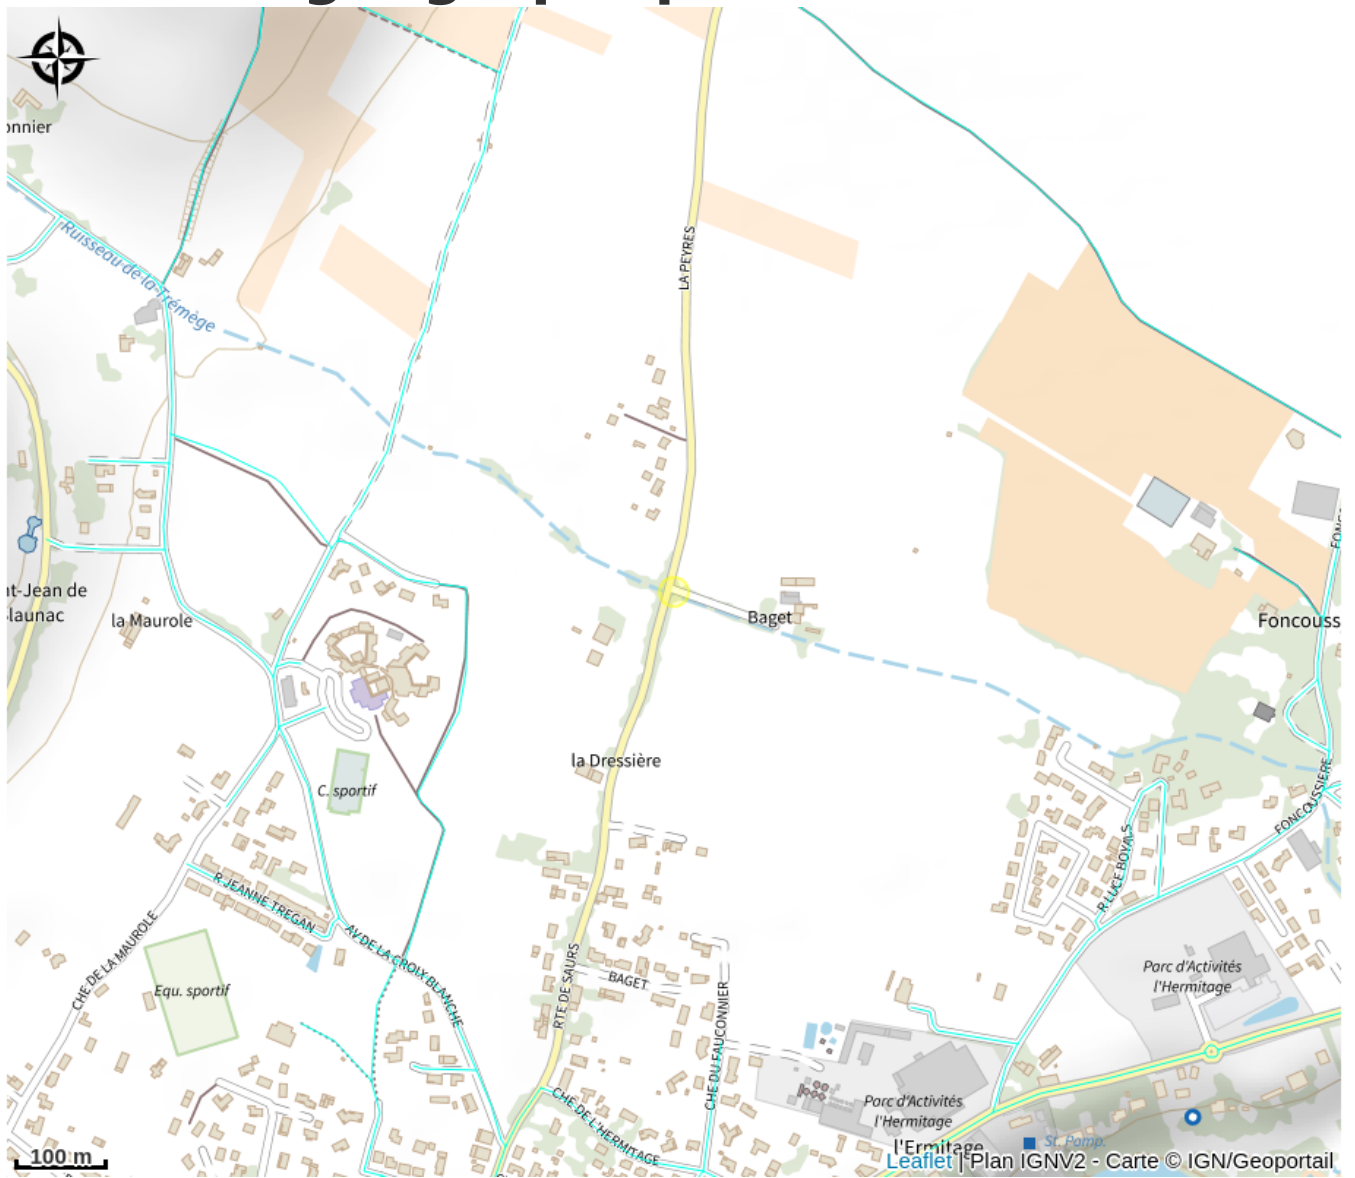 onnier
Ruisseau de la Trémège
LA PEYRES
nt-Jean de
launac
la Maurole
Baget
Foncouss
la Dressière
C. sportif
FONCOUSSIERE
R LUCE BOYALS
R JEANNE TREGAN
AV DE LA CROIX BLANCHE
CHE DE LA MAUROLE
Equ. sportif
RTE DE SAURS
BAGET
CHE DU FAUCONNIER
Parc d'Activités
l'Hermitage
CHE DE L'HERMITAGE
Parc d'Activités
l'Hermitage
l'Ermitage
St. Pomp.
100 m
Leaflet | Plan IGNV2 - Carte © IGN/Geoportail